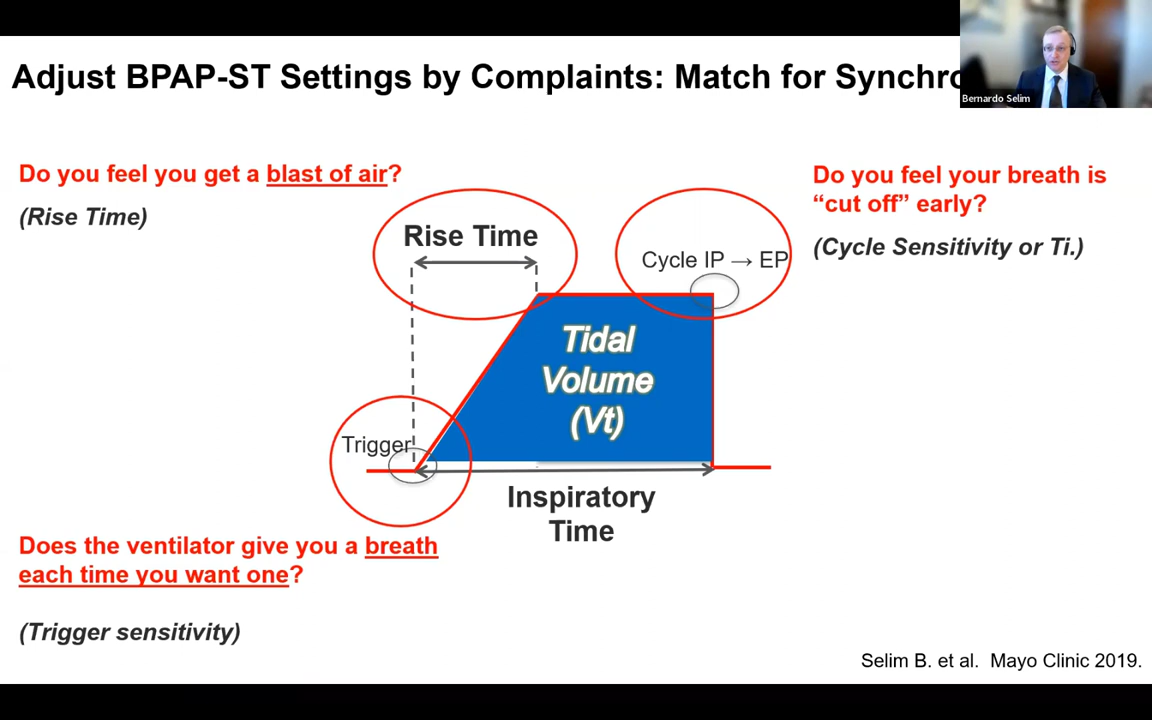 Adjust BPAP-ST Settings by Complaints: Match for
Bernardo Selim
Do you feel you get a blast of air?
(Rise Time)
Do you feel your breath is
“cut off” early?
(Cycle Sensitivity or Ti.)
Rise Time
Cycle IP → EP
Tidal
Volume
(Vt)
Trigger
Inspiratory
Time
Does the ventilator give you a breath
each time you want one?
(Trigger sensitivity)
Selim B. et al. Mayo Clinic 2019.